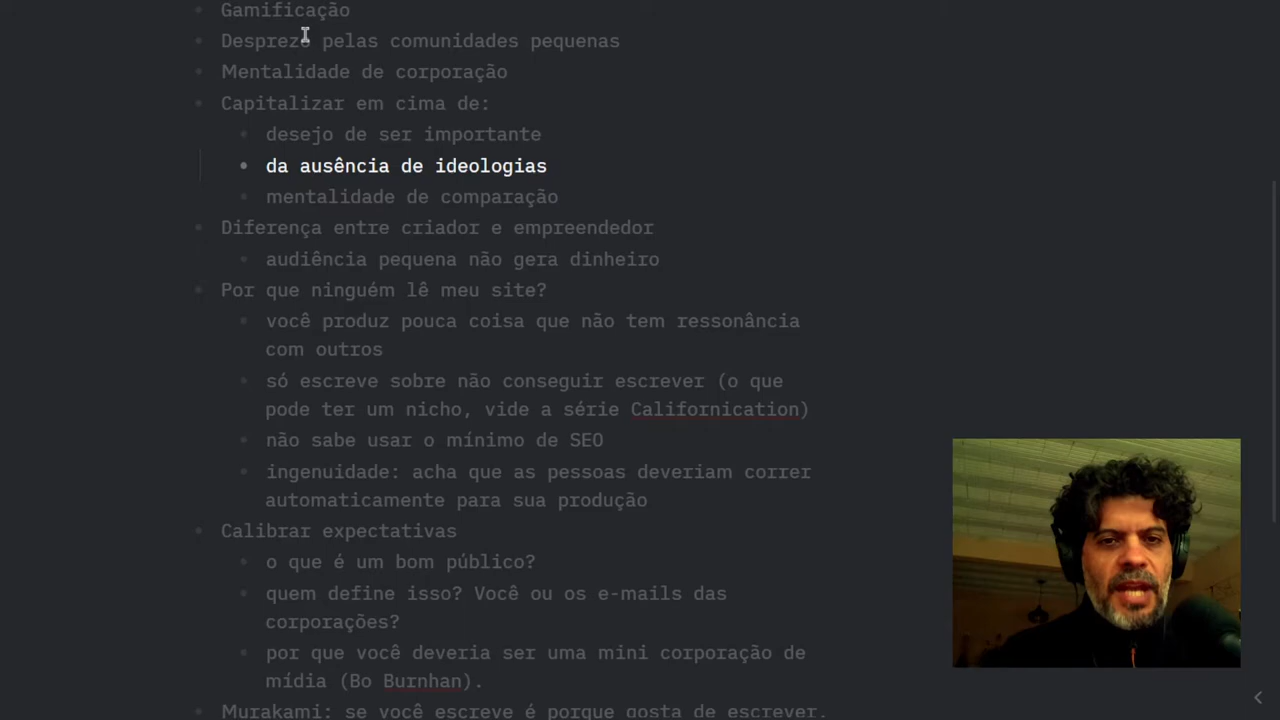 Gamificação
Desprezo pelas comunidades pequenas
Mentalidade de corporação
Capitalizar em cima de:
desejo de ser importante
da ausência de ideologias
mentalidade de comparação
Diferença entre criador e empreendedor
audiência pequena não gera dinheiro
Por que ninguém lê meu site?
você produz pouca coisa que não tem ressonância
com outros
só escreve sobre não conseguir escrever (o que
pode ter um nicho, vide a série Californication)
não sabe usar o mínimo de SEO
ingenuidade: acha que as pessoas deveriam correr
automaticamente para sua produção
Calibrar expectativas
o que é um bom público?
quem define isso? Você ou os e-mails das
corporações?
por que você deveria ser uma mini corporação de
mídia (Bo Burnhan).
Murakami: se você escreve é porque gosta de escrever.